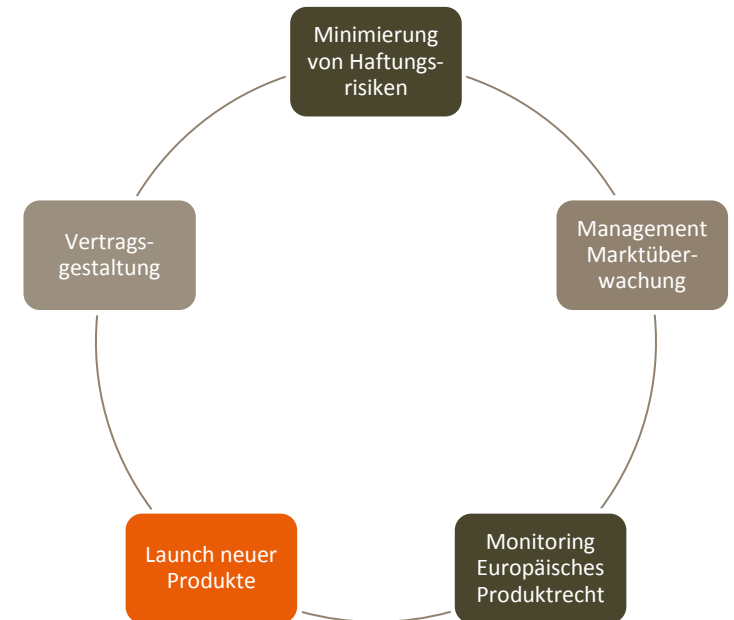 Minimierung
von Haftungs-
risiken
Management
Marktüber-
wachung
Monitoring
Europäisches
Produktrecht
Launch neuer
Produkte
Vertrags-
gestaltung